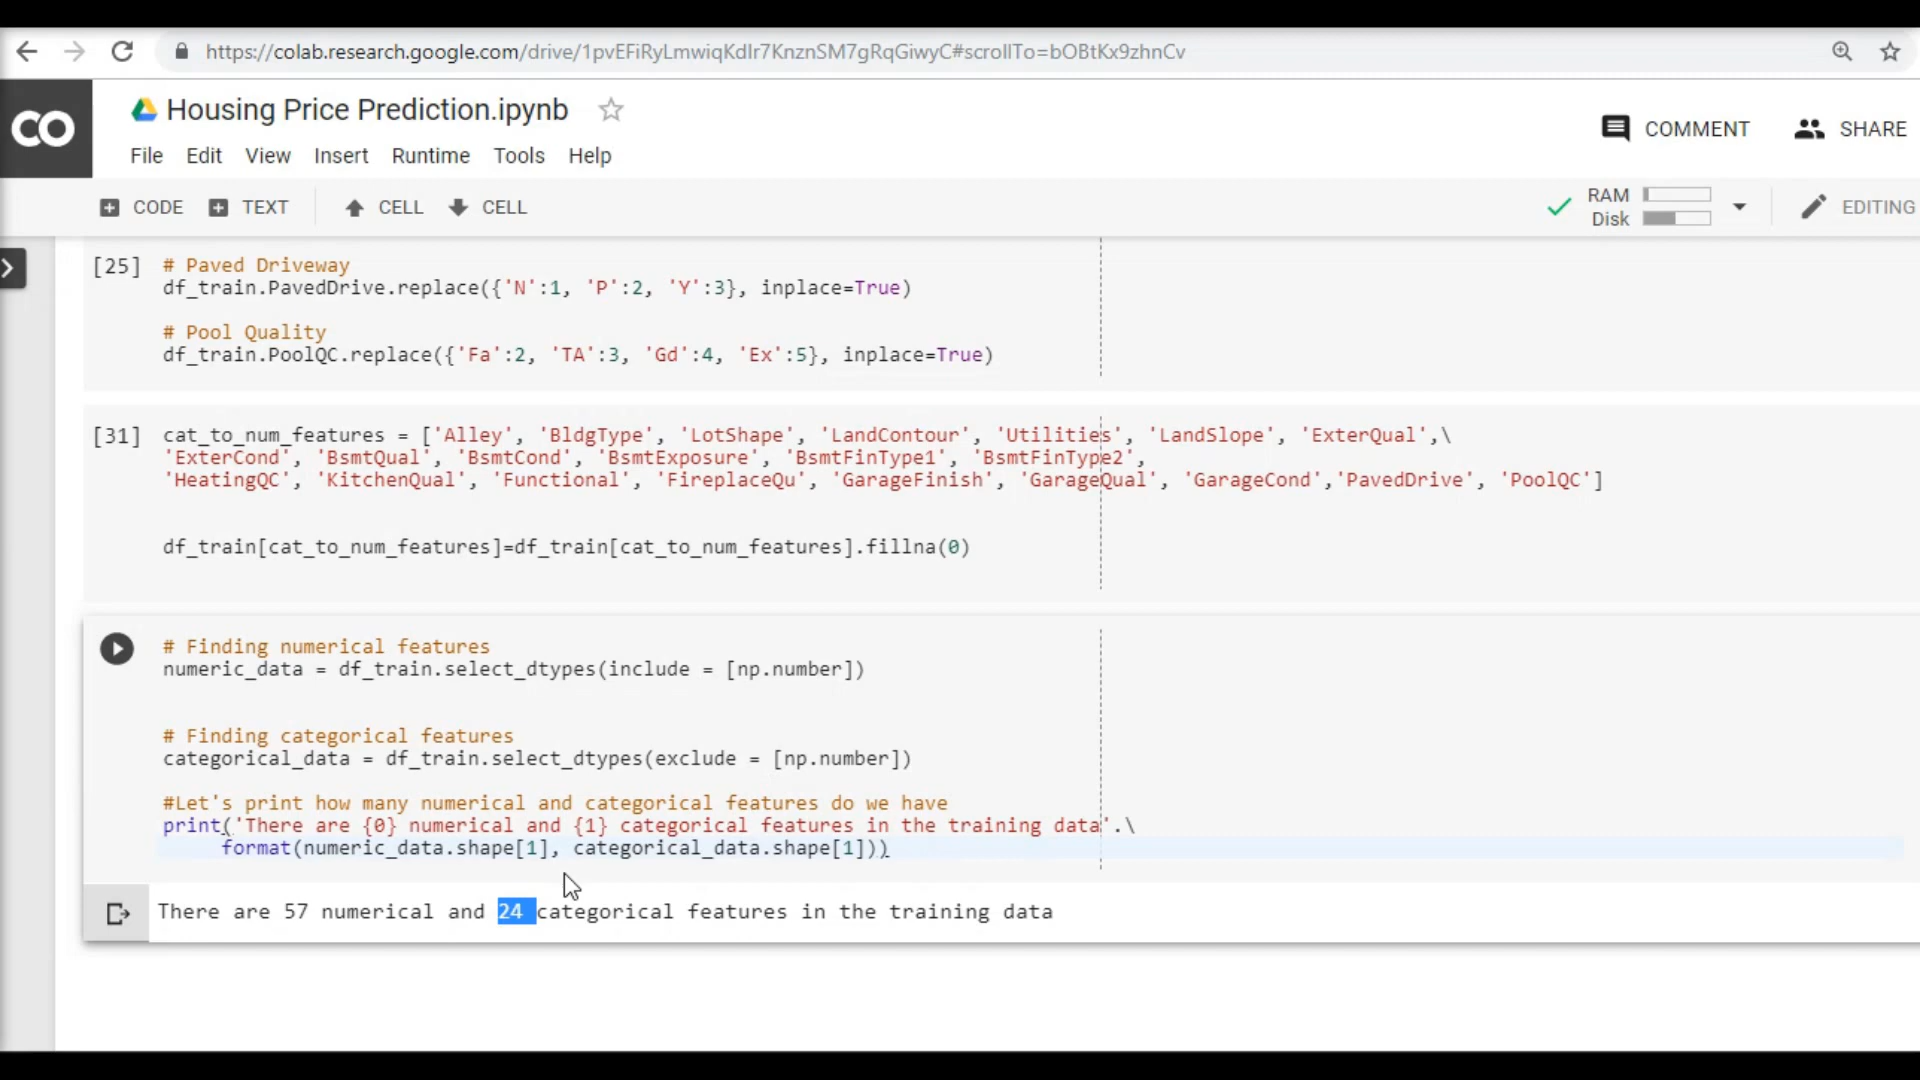 https://colab.research.google.com/drive/1pvEFiRyLmwiqKdIr7KnznSM7gRqGiwyC#scrollTo=bOBtKx9zhnCv
CO
Housing Price Prediction.ipynb
COMMENT
SHARE
File Edit View Insert Runtime Tools Help
CODE TEXT CELL CELL
RAM
Disk
EDITING
[25] # Paved Driveway
df_train.PavedDrive.replace({'N':1, 'P':2, 'Y':3}, inplace=True)
# Pool Quality
df_train.PoolQC.replace({'Fa':2, 'TA':3, 'Gd':4, 'Ex':5}, inplace=True)
[31] cat_to_num_features = ['Alley', 'BldgType', 'LotShape', 'LandContour', 'Utilities', 'LandSlope', 'ExterQual',\
'ExterCond', 'BsmtQual', 'BsmtCond', 'BsmtExposure', 'BsmtFinType1', 'BsmtFinType2',
'HeatingQC', 'KitchenQual', 'Functional', 'FireplaceQu', 'GarageFinish', 'GarageQual', 'GarageCond','PavedDrive', 'PoolQC']
df_train[cat_to_num_features]=df_train[cat_to_num_features].fillna(0)
# Finding numerical features
numeric_data = df_train.select_dtypes(include = [np.number])
# Finding categorical features
categorical_data = df_train.select_dtypes(exclude = [np.number])
#Let's print how many numerical and categorical features do we have
print('There are {0} numerical and {1} categorical features in the training data'.\
format(numeric_data.shape[1], categorical_data.shape[1]))
There are 57 numerical and 24 categorical features in the training data